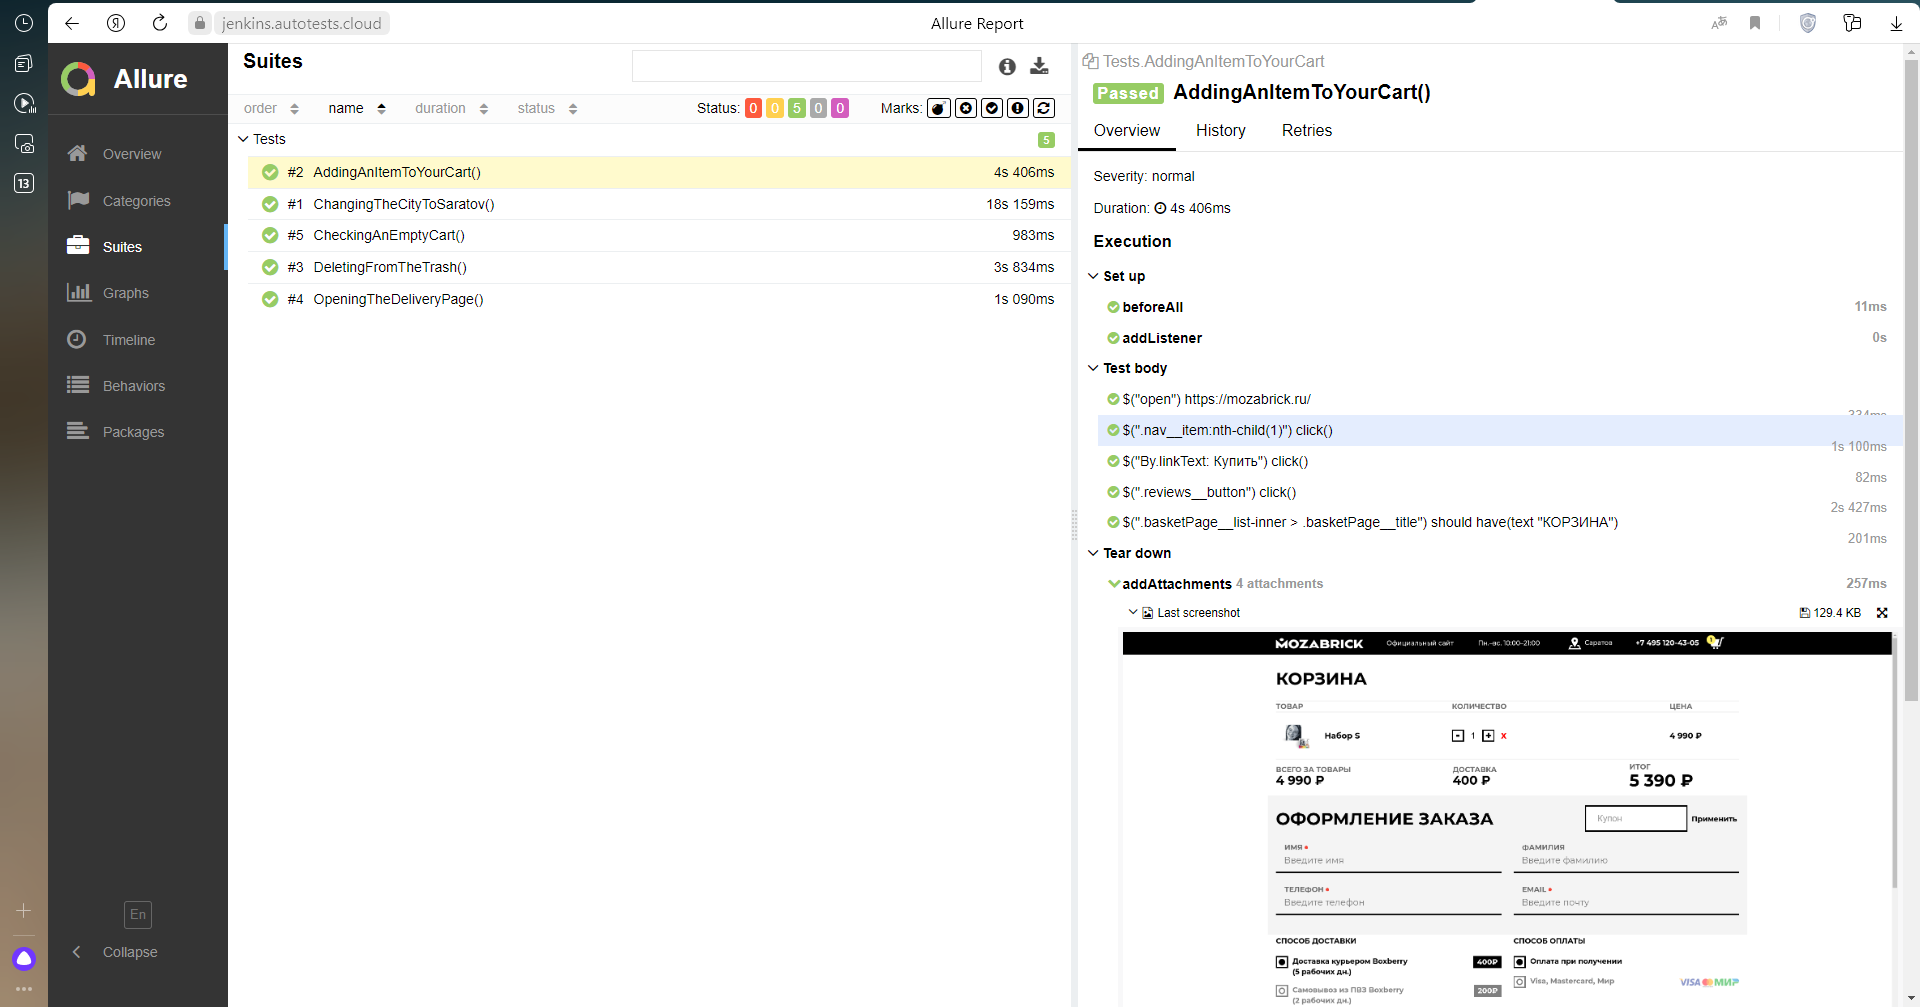 jenkins.autotests.cloud
Allure Report
13
Allure
Overview
Categories
Suites
Graphs
Timeline
Behaviors
Packages
En
Collapse
Suites
order name duration status Status: 0 0 5 0 0 Marks:
Tests 5
#2 AddingAnItemToYourCart() 4s 406ms
#1 ChangingTheCityToSaratov() 18s 159ms
#5 CheckingAnEmptyCart() 983ms
#3 DeletingFromTheTrash() 3s 834ms
#4 OpeningTheDeliveryPage() 1s 090ms
Tests.AddingAnItemToYourCart
Passed AddingAnItemToYourCart()
Overview History Retries
Severity: normal
Duration: 4s 406ms
Execution
Set up
beforeAll 11ms
addListener 0s
Test body
$("open") https://mozabrick.ru/
334ms
$(".nav__item:nth-child(1)") click()
1s 100ms
$("By.linkText: Купить") click()
82ms
$(".reviews__button") click()
2s 427ms
$(".basketPage__list-inner > .basketPage__title") should have(text "КОРЗИНА")
201ms
Tear down
addAttachments 4 attachments 257ms
Last screenshot 129.4 KB
MOZABRICK Официальный сайт Пн.-вс. 10:00-21:00 Саратов +7 495 120-43-05 1
КОРЗИНА
ТОВАР КОЛИЧЕСТВО ЦЕНА
Набор S - 1 + x 4 990 ₽
ВСЕГО ЗА ТОВАРЫ ДОСТАВКА ИТОГ
4 990 ₽ 400 ₽ 5 390 ₽
ОФОРМЛЕНИЕ ЗАКАЗА Купон Применить
ИМЯ ФАМИЛИЯ
Введите имя Введите фамилию
ТЕЛЕФОН EMAIL
Введите телефон Введите почту
СПОСОБ ДОСТАВКИ СПОСОБ ОПЛАТЫ
Доставка курьером Boxberry 400₽ Оплата при получении
(5 рабочих дн.)
Самовывоз из ПВЗ Boxberry 200₽ Visa, Mastercard, Мир VISA МИР
(2 рабочих дн.)